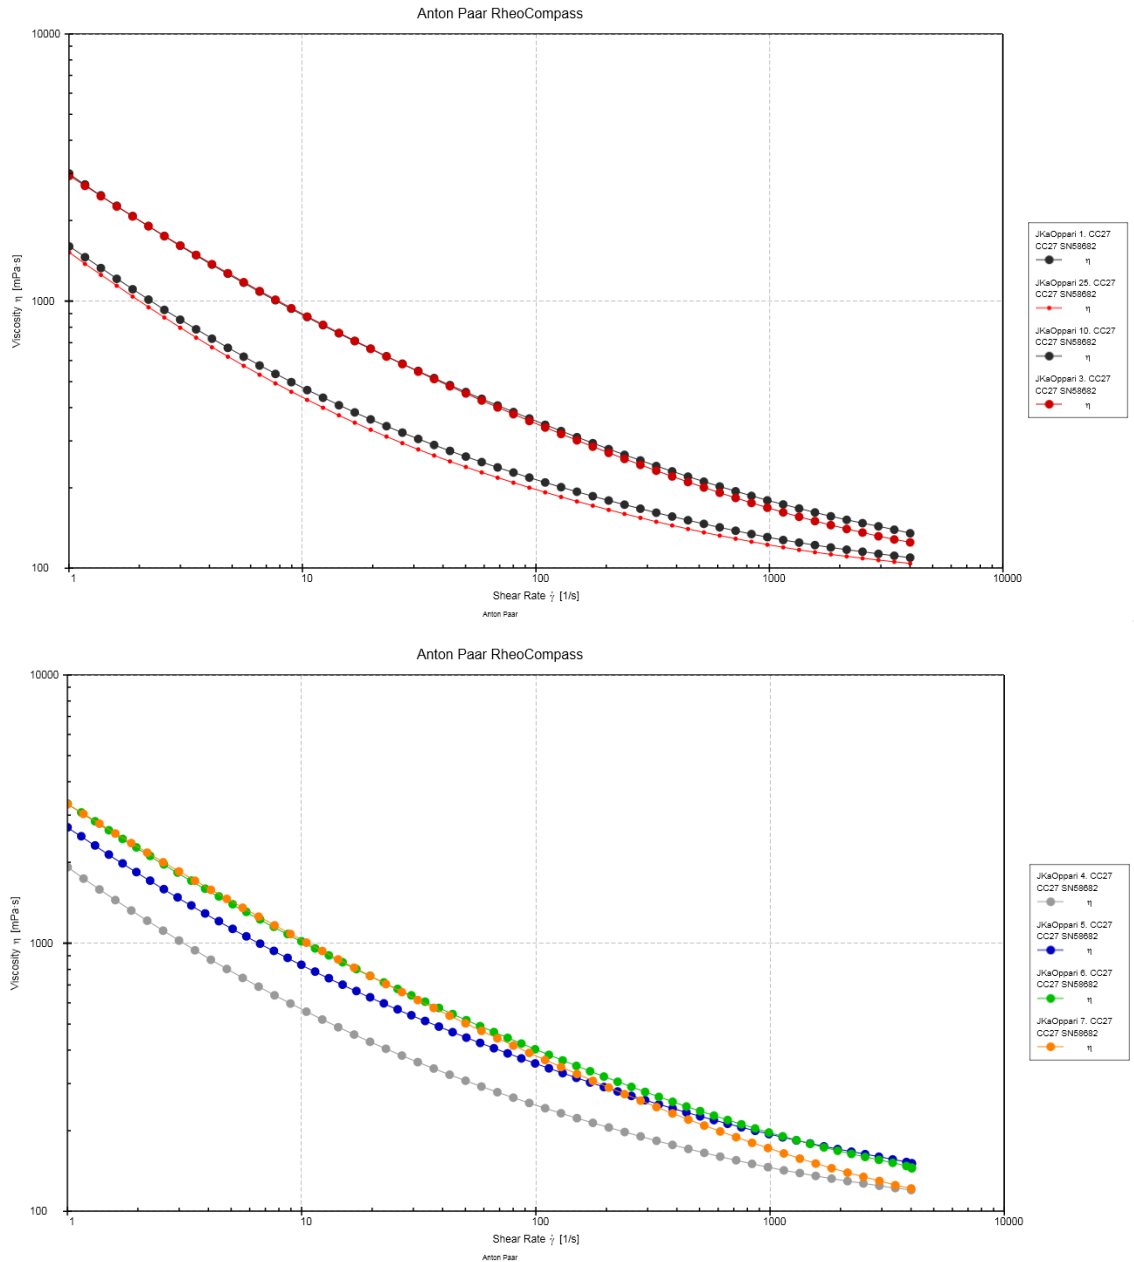 Anton Paar RheoCompass
10000
1000
100
Viscosity η [mPa·s]
1
10
100
1000
10000
Shear Rate γ̇ [1/s]
Anton Paar
JKaOppari 1. CC27
CC27 SN58682
η
JKaOppari 25. CC27
CC27 SN58682
η
JKaOppari 10. CC27
CC27 SN58682
η
JKaOppari 3. CC27
CC27 SN58682
η
Anton Paar RheoCompass
10000
1000
100
Viscosity η [mPa·s]
1
10
100
1000
10000
Shear Rate γ̇ [1/s]
Anton Paar
JKaOppari 4. CC27
CC27 SN58682
η
JKaOppari 5. CC27
CC27 SN58682
η
JKaOppari 6. CC27
CC27 SN58682
η
JKaOppari 7. CC27
CC27 SN58682
η